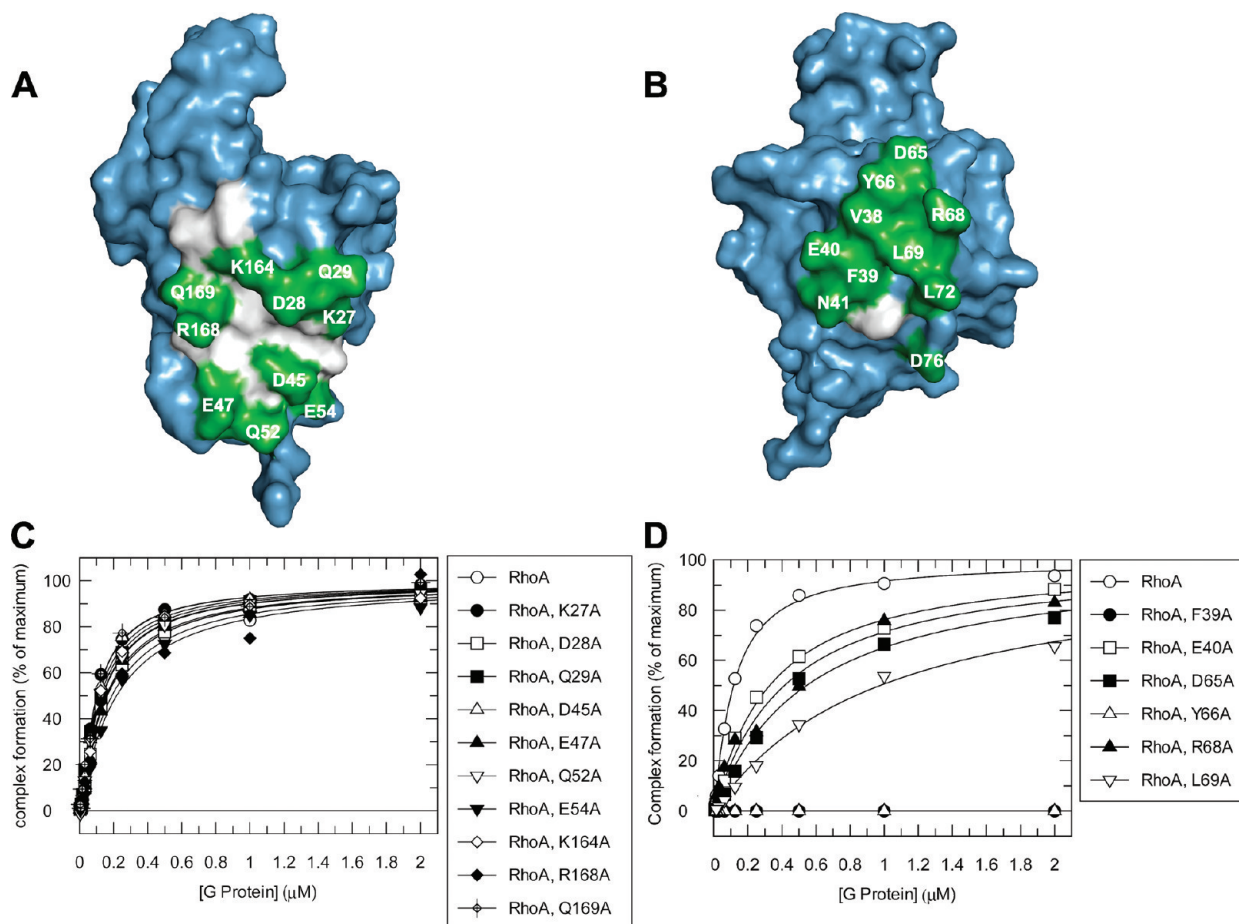 A
B
K164
Q29
Q169
D28
R168
K27
D45
E47
E54
Q52
D65
Y66
V38
R68
E40
L69
F39
N41
L72
D76
C
complex formation (% of maximum)
100
80
60
40
20
0
0 0.2 0.4 0.6 0.8 1 1.2 1.4 1.6 1.8 2
[G Protein] (μM)
RhoA
RhoA, K27A
RhoA, D28A
RhoA, Q29A
RhoA, D45A
RhoA, E47A
RhoA, Q52A
RhoA, E54A
RhoA, K164A
RhoA, R168A
RhoA, Q169A
D
Complex formation (% of maximum)
100
90
80
70
60
50
40
30
20
10
0
0 0.2 0.4 0.6 0.8 1 1.2 1.4 1.6 1.8 2
[G Protein] (μM)
RhoA
RhoA, F39A
RhoA, E40A
RhoA, D65A
RhoA, Y66A
RhoA, R68A
RhoA, L69A